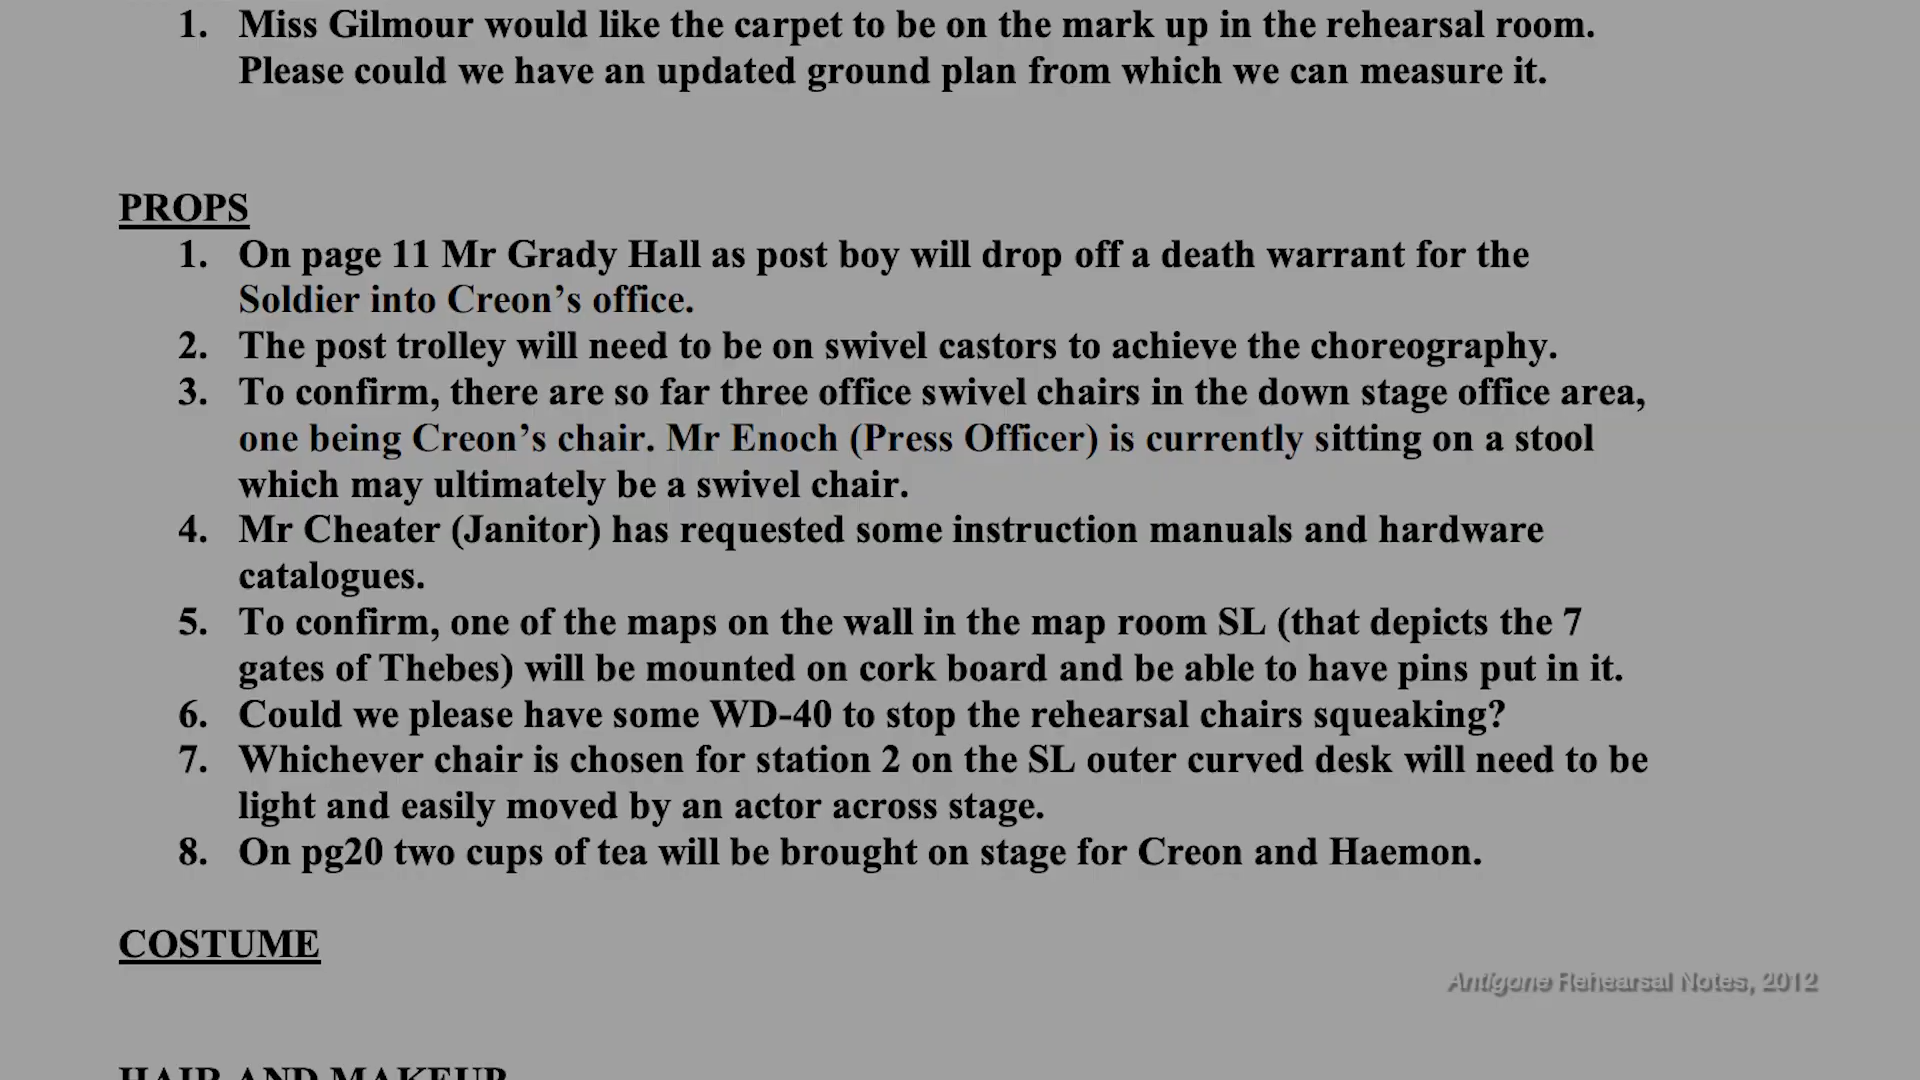 1. Miss Gilmour would like the carpet to be on the mark up in the rehearsal room.
Please could we have an updated ground plan from which we can measure it.
PROPS
1. On page 11 Mr Grady Hall as post boy will drop off a death warrant for the
Soldier into Creon’s office.
2. The post trolley will need to be on swivel castors to achieve the choreography.
3. To confirm, there are so far three office swivel chairs in the down stage office area,
one being Creon’s chair. Mr Enoch (Press Officer) is currently sitting on a stool
which may ultimately be a swivel chair.
4. Mr Cheater (Janitor) has requested some instruction manuals and hardware
catalogues.
5. To confirm, one of the maps on the wall in the map room SL (that depicts the 7
gates of Thebes) will be mounted on cork board and be able to have pins put in it.
6. Could we please have some WD-40 to stop the rehearsal chairs squeaking?
7. Whichever chair is chosen for station 2 on the SL outer curved desk will need to be
light and easily moved by an actor across stage.
8. On pg20 two cups of tea will be brought on stage for Creon and Haemon.
COSTUME
Antigone Rehearsal Notes, 2012
HAIR AND MAKEUP